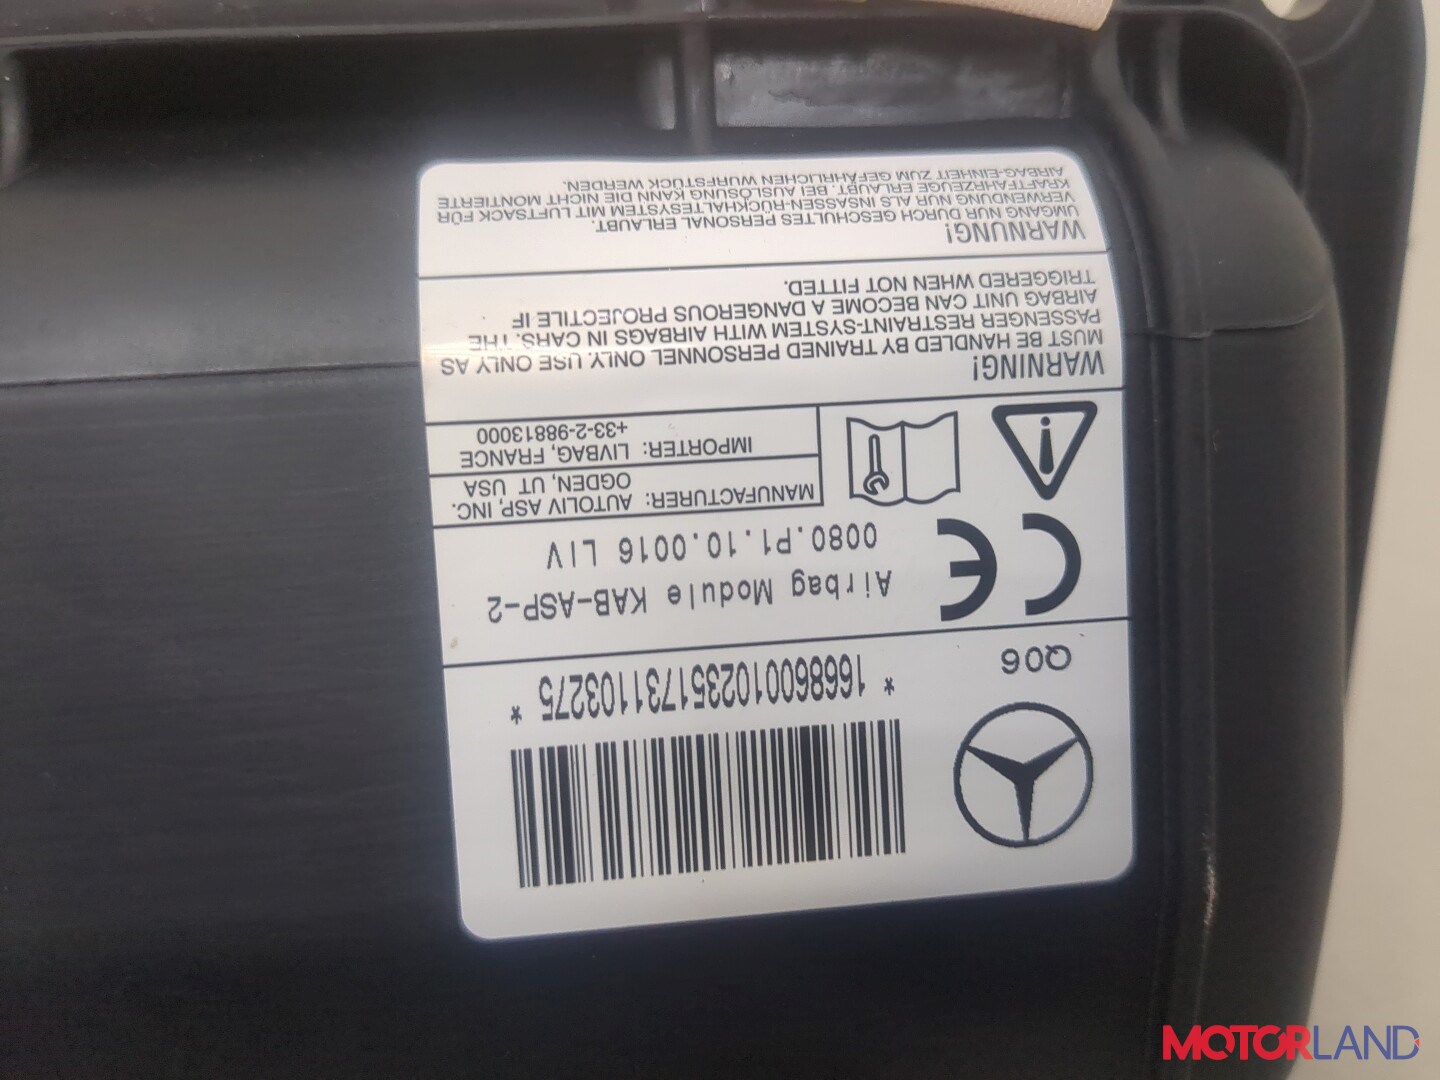 * 1668600102351731103275 *
Q06
Airbag Module KAB-ASP-2
0080.P1.10.0016 LIV
CE
MANUFACTURER: AUTOLIV ASP, INC.
OGDEN, UT USA
IMPORTER: LIVBAG, FRANCE
+33-2-98813000
WARNING!
MUST BE HANDLED BY TRAINED PERSONNEL ONLY. USE ONLY AS
PASSENGER RESTRAINT-SYSTEM WITH AIRBAGS IN CARS. THE
AIRBAG UNIT CAN BECOME A DANGEROUS PROJECTILE IF
TRIGGERED WHEN NOT FITTED.
WARNUNG!
UMGANG NUR DURCH GESCHULTES PERSONAL ERLAUBT.
VERWENDUNG NUR ALS INSASSEN-RÜCKHALTESYSTEM MIT LUFTSACK FÜR
KRAFTFAHRZEUGE ERLAUBT. BEI AUSLÖSUNG KANN DIE NICHT MONTIERTE
AIRBAG-EINHEIT ZUM GEFÄHRLICHEN WURFSTÜCK WERDEN.
MOTORLAND